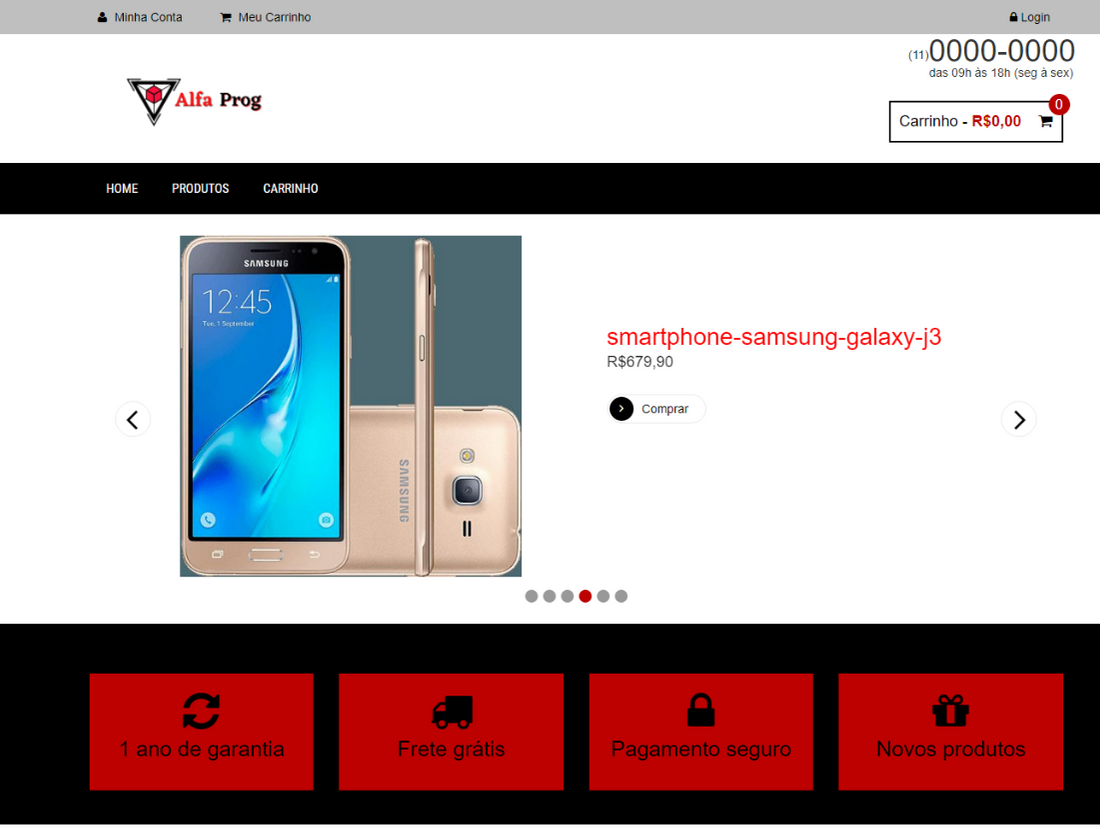 Minha Conta
Meu Carrinho
Login
(11)0000-0000
das 09h às 18h (seg à sex)
Alfa Prog
0
Carrinho - R$0,00
HOME
PRODUTOS
CARRINHO
SAMSUNG
12:45
Tue, 1 September
SAMSUNG
smartphone-samsung-galaxy-j3
R$679,90
Comprar
1 ano de garantia
Frete grátis
Pagamento seguro
Novos produtos